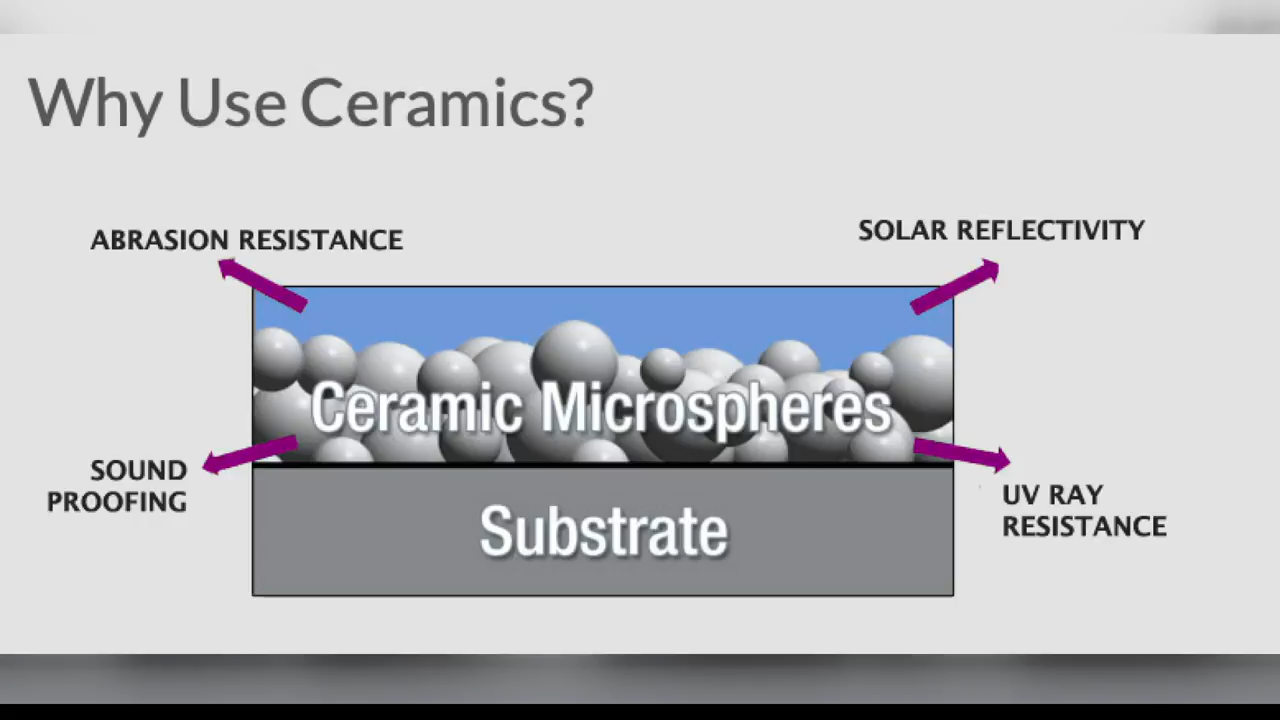 Why Use Ceramics?
ABRASION RESISTANCE
SOLAR REFLECTIVITY
Ceramic Microspheres
SOUND
PROOFING
UV RAY
RESISTANCE
Substrate